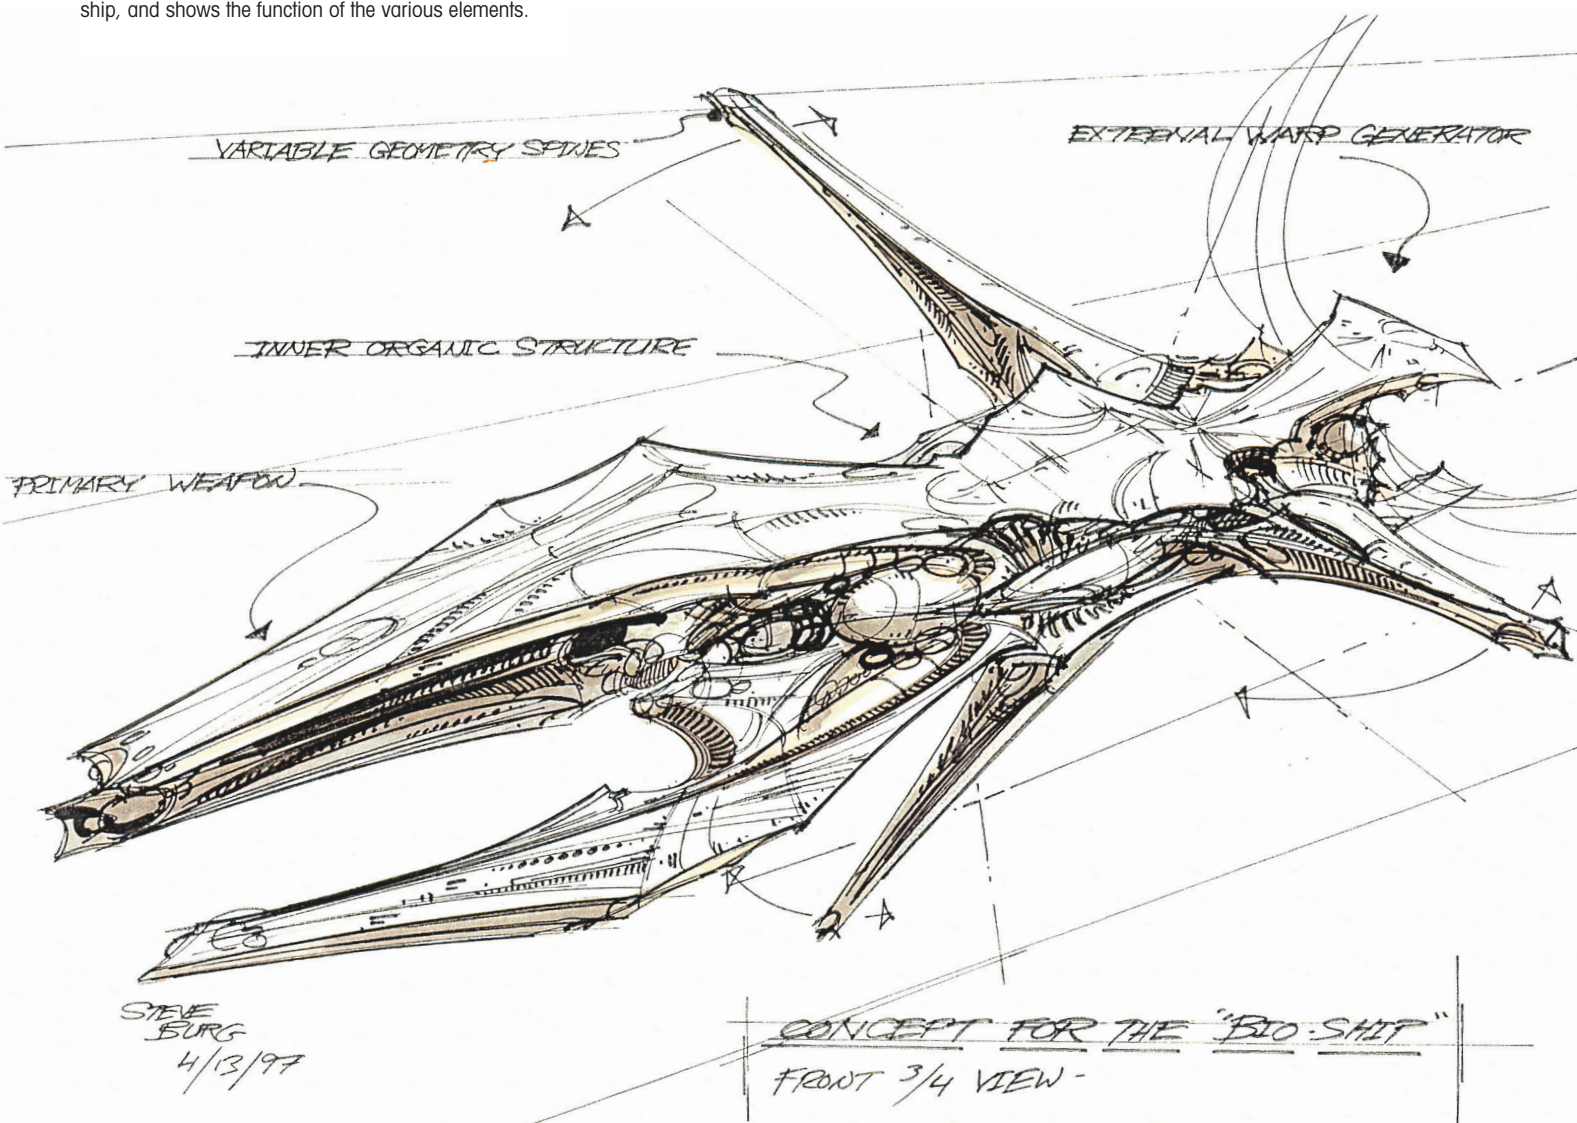 ship, and shows the function of the various elements.
VARIABLE GEOMETRY SPINES
EXTERNAL WARP GENERATOR
INNER ORGANIC STRUCTURE
PRIMARY WEAPON
STEVE
BURG
4/13/97
CONCEPT FOR THE "BIO-SHIP"
FRONT 3/4 VIEW-